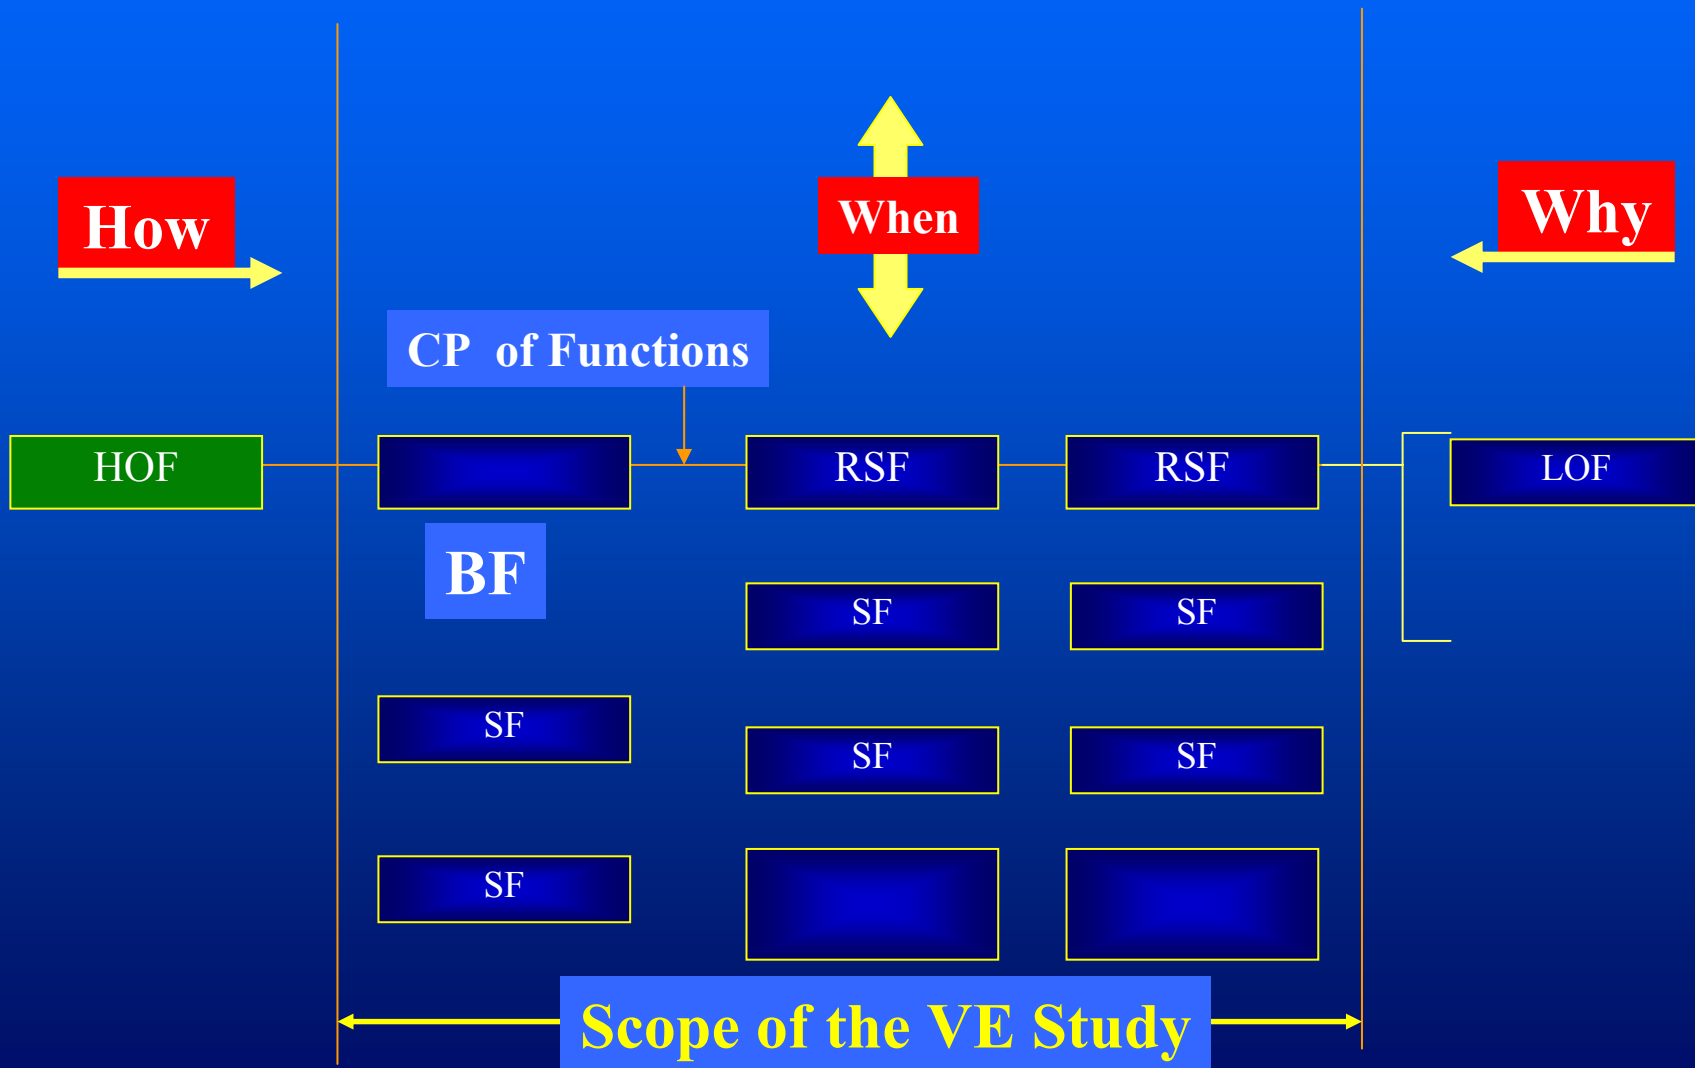 How
When
Why
CP of Functions
HOF
RSF
RSF
LOF
BF
SF
SF
SF
SF
SF
SF
Scope of the VE Study